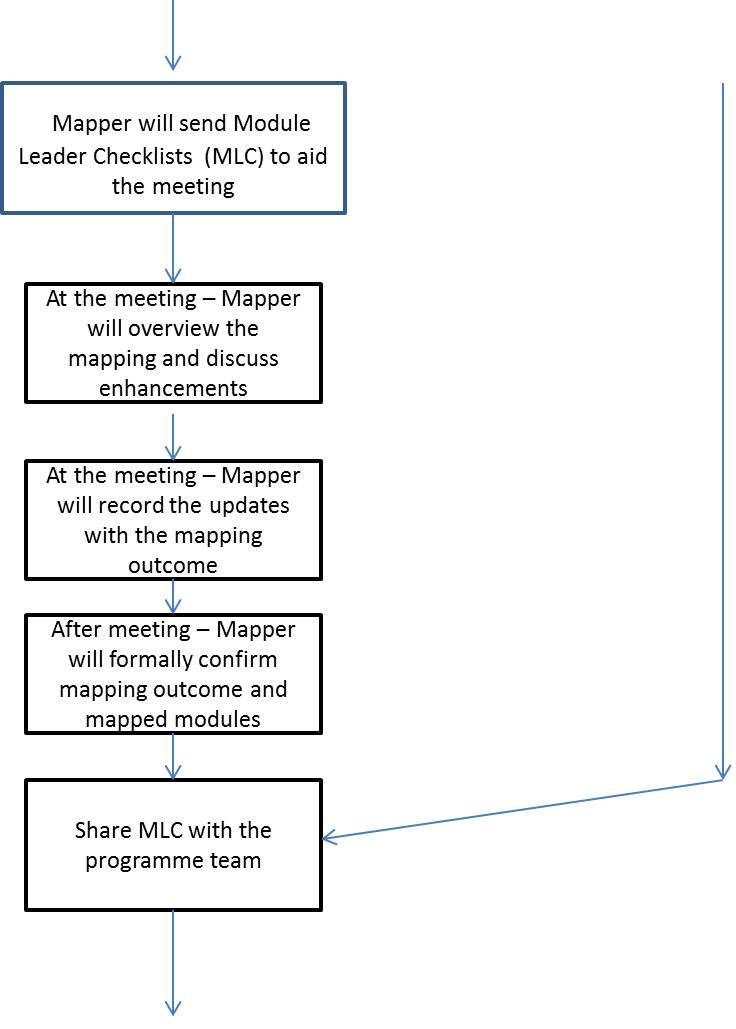 Mapper will send Module
Leader Checklists (MLC) to aid
the meeting
At the meeting – Mapper
will overview the
mapping and discuss
enhancements
At the meeting – Mapper
will record the updates
with the mapping
outcome
After meeting – Mapper
will formally confirm
mapping outcome and
mapped modules
Share MLC with the
programme team